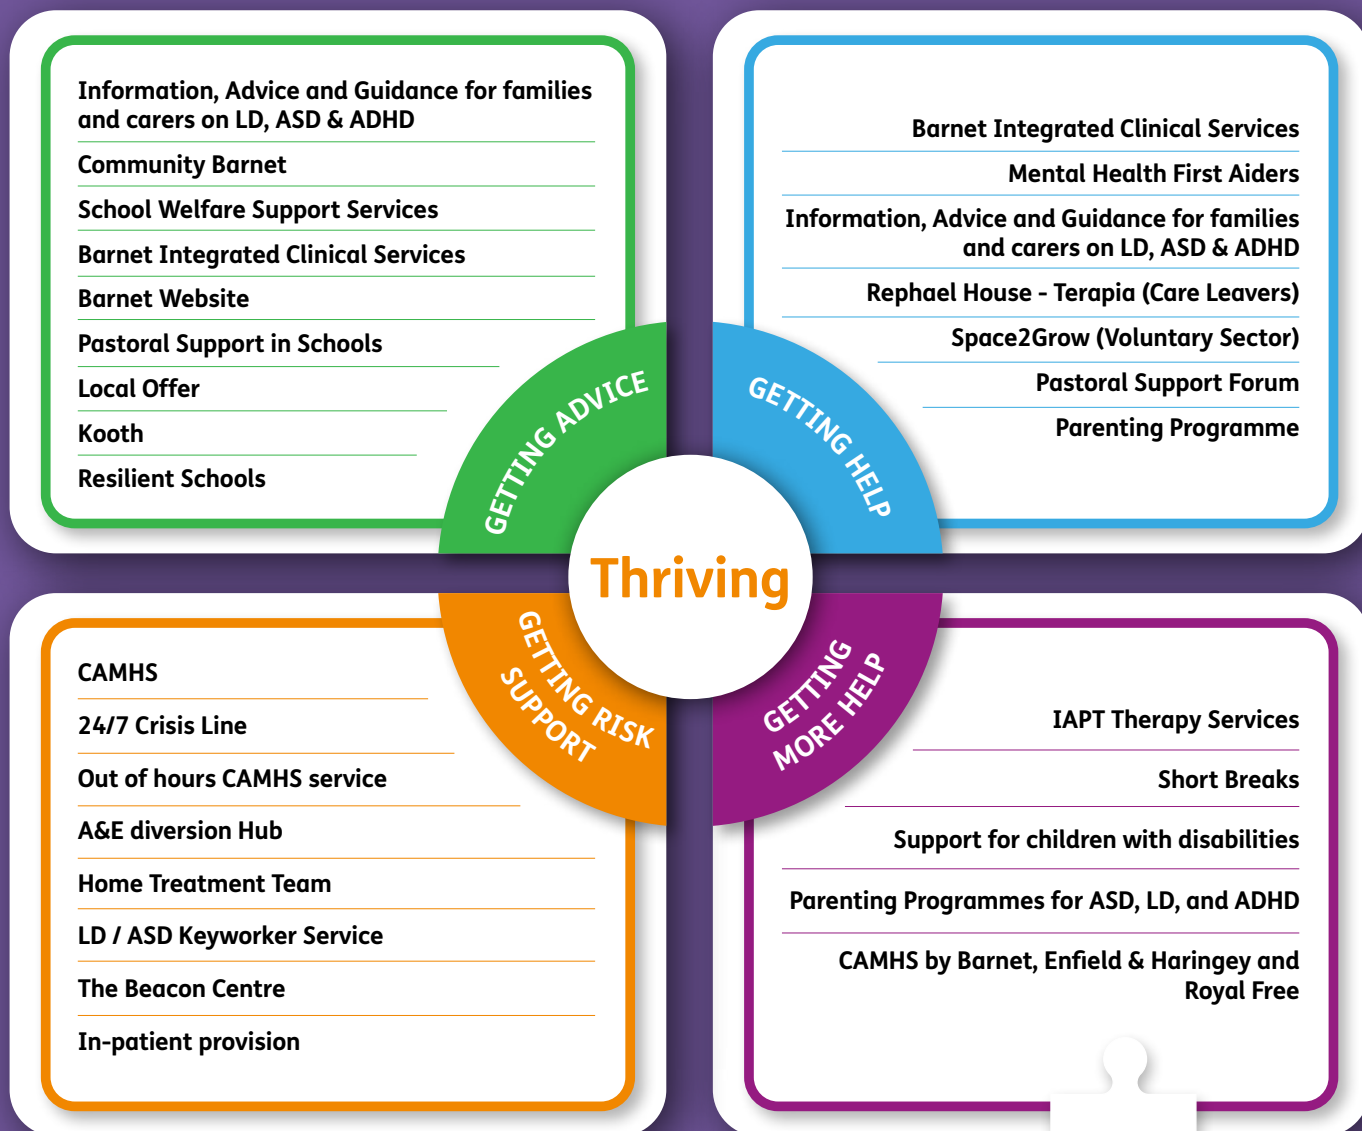 Information, Advice and Guidance for families
and carers on LD, ASD & ADHD
Community Barnet
School Welfare Support Services
Barnet Integrated Clinical Services
Barnet Website
Pastoral Support in Schools
Local Offer
Kooth
Resilient Schools
GETTING ADVICE
Barnet Integrated Clinical Services
Mental Health First Aiders
Information, Advice and Guidance for families
and carers on LD, ASD & ADHD
Rephael House - Terapia (Care Leavers)
Space2Grow (Voluntary Sector)
Pastoral Support Forum
Parenting Programme
GETTING HELP
Thriving
CAMHS
24/7 Crisis Line
Out of hours CAMHS service
A&E diversion Hub
Home Treatment Team
LD / ASD Keyworker Service
The Beacon Centre
In-patient provision
GETTING RISK
SUPPORT
GETTING
MORE HELP
IAPT Therapy Services
Short Breaks
Support for children with disabilities
Parenting Programmes for ASD, LD, and ADHD
CAMHS by Barnet, Enfield & Haringey and
Royal Free